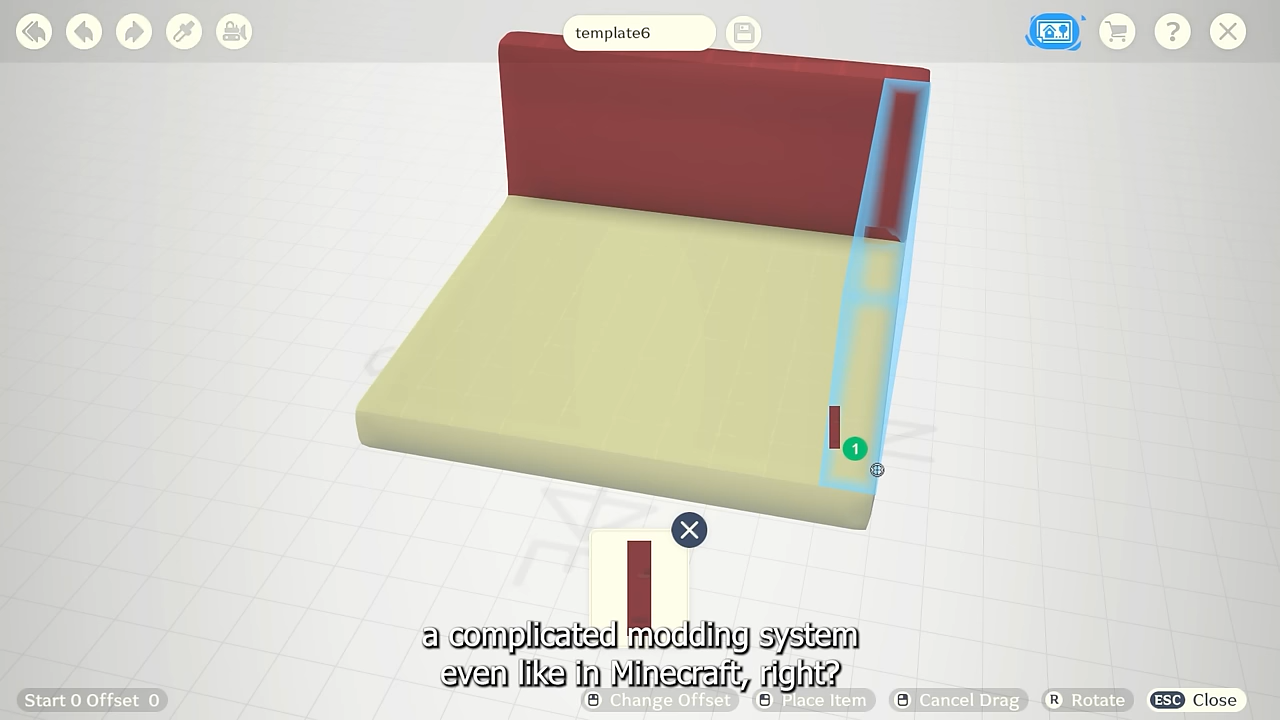 template6
?
1
a complicated modding system
even like in Minecraft, right?
Start 0 Offset 0
Change Offset
Place Item
Cancel Drag
R Rotate
ESC Close